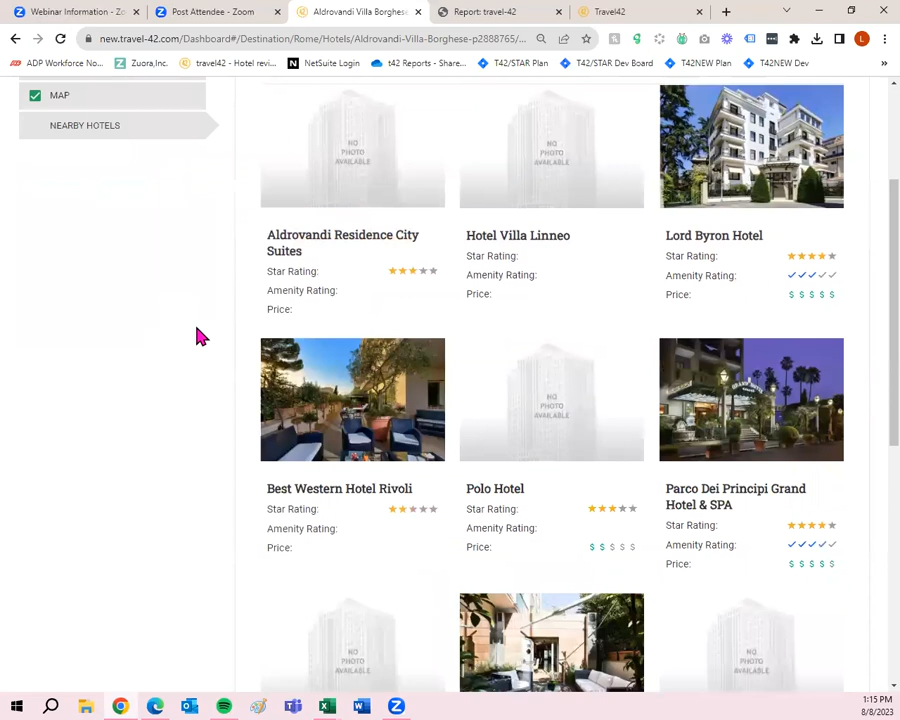 Webinar Information - Zo
Post Attendee - Zoom
Aldrovandi Villa Borghese
Report: travel-42
Travel42
new.travel-42.com/Dashboard#/Destination/Rome/Hotels/Aldrovandi-Villa-Borghese-p2888765/...
L
ADP Workforce No...
Zuora,Inc.
travel42 - Hotel revi...
NetSuite Login
t42 Reports - Share...
T42/STAR Plan
T42/STAR Dev Board
T42NEW Plan
T42NEW Dev
»
MAP
NEARBY HOTELS
NO PHOTO AVAILABLE
NO PHOTO AVAILABLE
Aldrovandi Residence City
Suites
Star Rating:
Amenity Rating:
Price:
Hotel Villa Linneo
Star Rating:
Amenity Rating:
Price:
Lord Byron Hotel
Star Rating:
Amenity Rating:
Price: $ $ $ $ $
NO PHOTO AVAILABLE
GRAND HOTEL
Best Western Hotel Rivoli
Star Rating:
Amenity Rating:
Price:
Polo Hotel
Star Rating:
Amenity Rating:
Price: $ $ $ $ $
Parco Dei Principi Grand
Hotel & SPA
Star Rating:
Amenity Rating:
Price: $ $ $ $ $
NO PHOTO AVAILABLE
NO PHOTO AVAILABLE
1:15 PM
8/8/2023